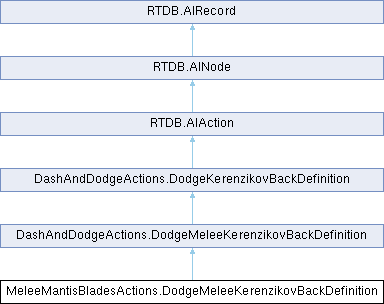 RTDB.AIRecord
RTDB.AINode
RTDB.AIAction
DashAndDodgeActions.DodgeKerenzikovBackDefinition
DashAndDodgeActions.DodgeMeleeKerenzikovBackDefinition
MeleeMantisBladesActions.DodgeMeleeKerenzikovBackDefinition